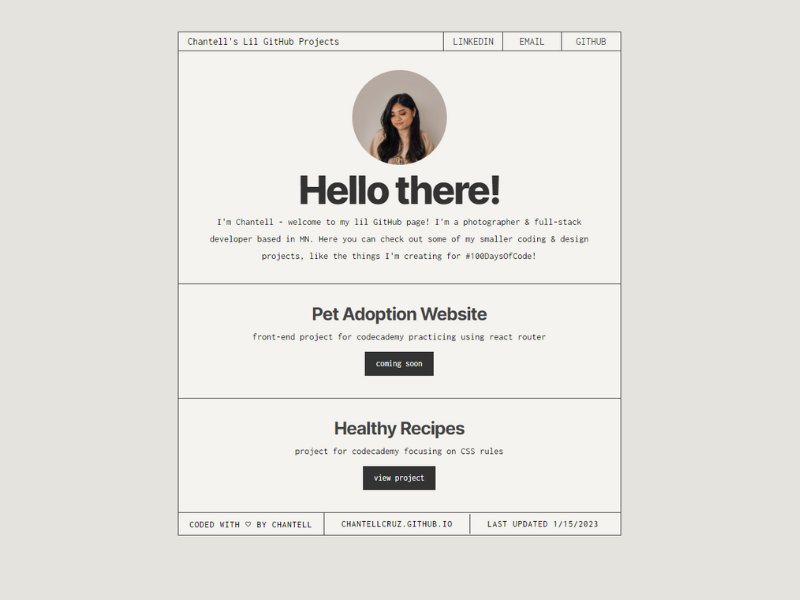 Chantell's Lil GitHub Projects
LINKEDIN
EMAIL
GITHUB
Hello there!
I'm Chantell - welcome to my lil GitHub page! I'm a photographer & full-stack
developer based in MN. Here you can check out some of my smaller coding & design
projects, like the things I'm creating for #100DaysOfCode!
Pet Adoption Website
front-end project for codecademy practicing using react router
coming soon
Healthy Recipes
project for codecademy focusing on CSS rules
view project
CODED WITH ♡ BY CHANTELL
CHANTELLCRUZ.GITHUB.IO
LAST UPDATED 1/15/2023